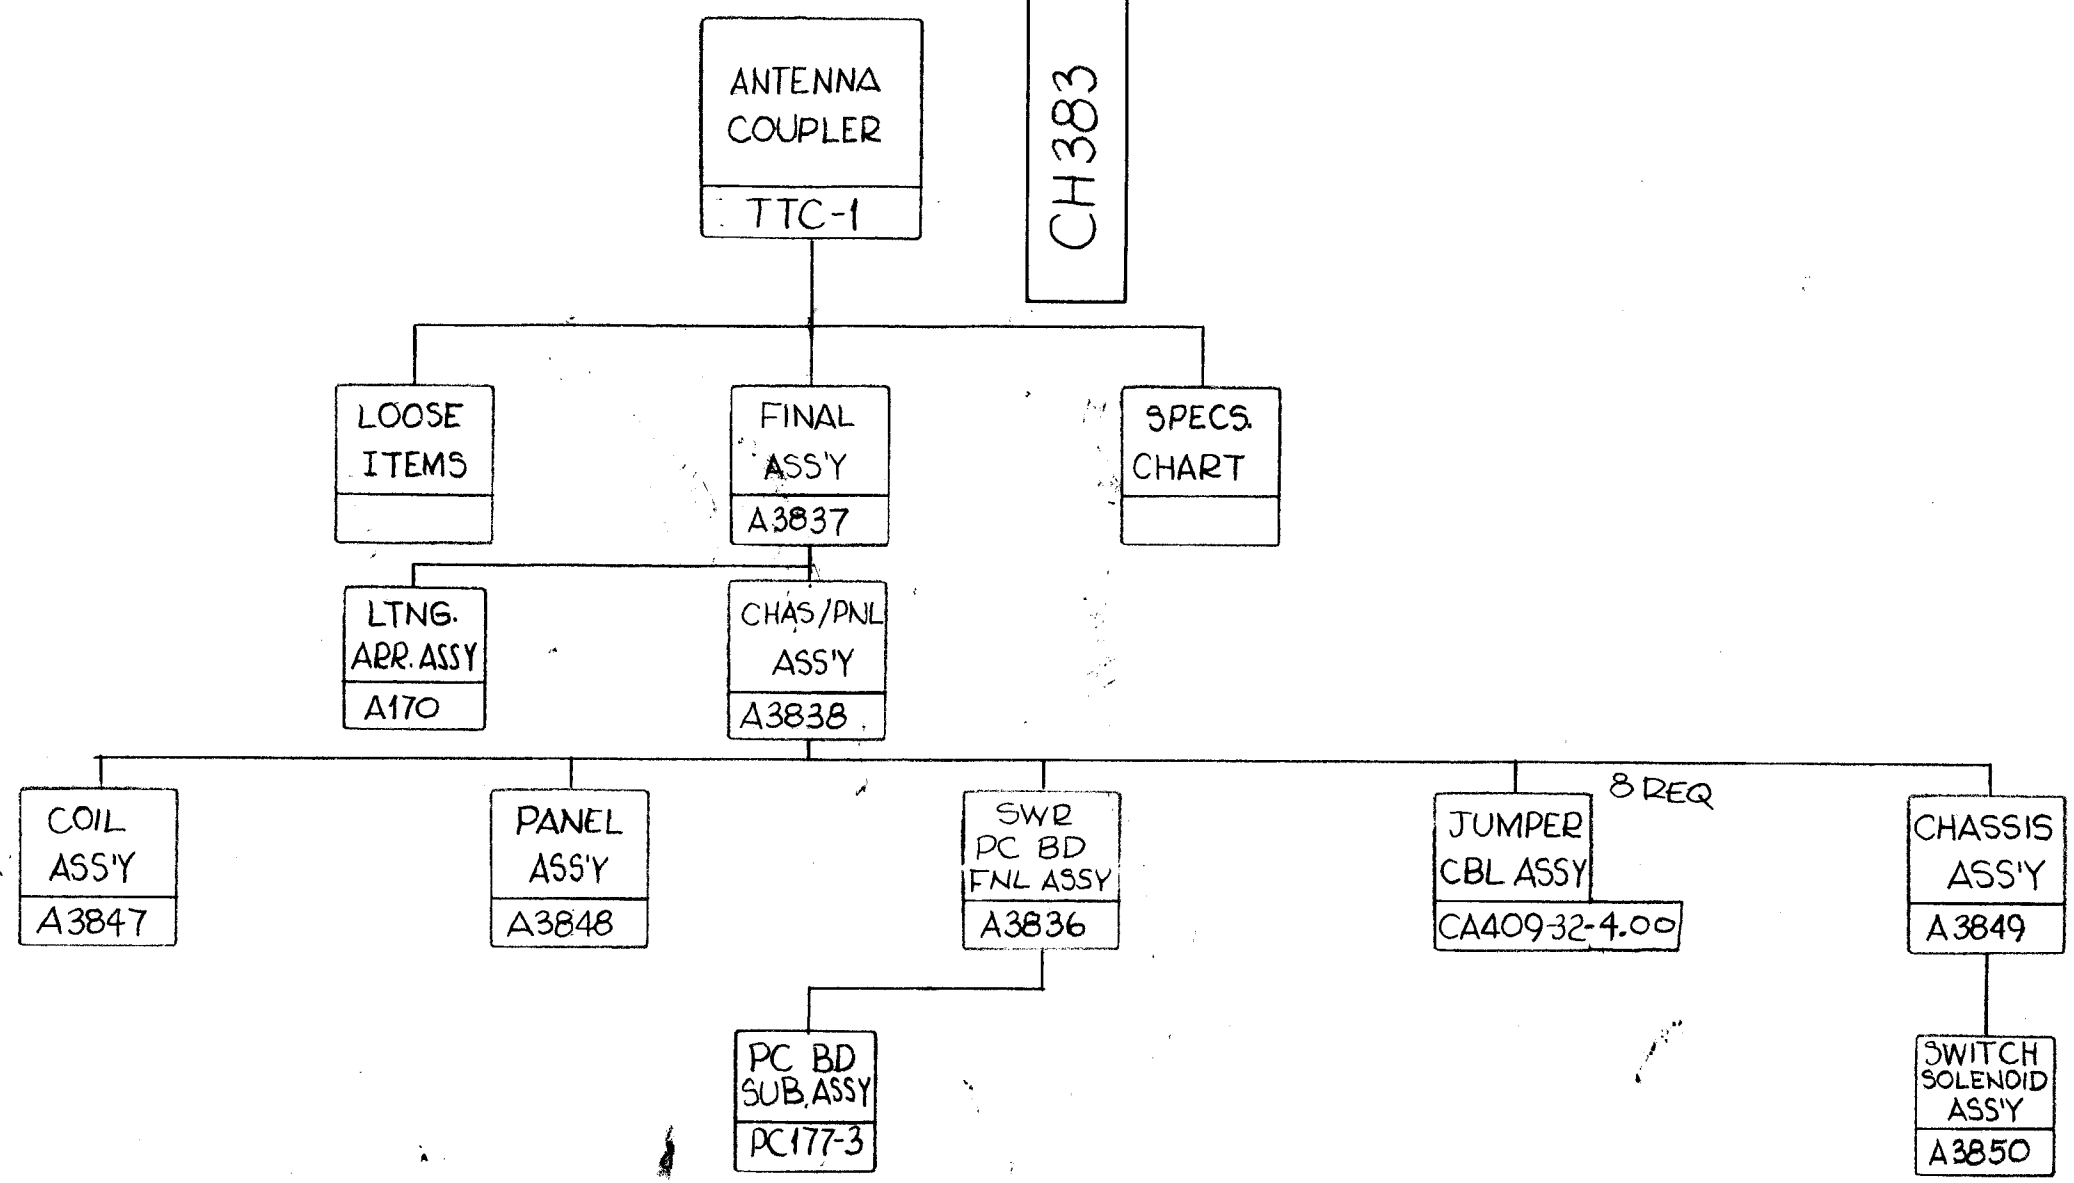 ANTENNA
COUPLER
TTC-1
CH383
LOOSE
ITEMS
FINAL
ASS'Y
A3837
SPECS.
CHART
LTNG.
ARR. ASSY
A170
CHAS/PNL
ASS'Y
A3838
COIL
ASS'Y
A3847
PANEL
ASS'Y
A3848
SWR
PC BD
FNL ASSY
A3836
8 REQ
JUMPER
CBL ASSY
CA409-32-4.00
CHASSIS
ASS'Y
A3849
PC BD
SUB. ASSY
PC177-3
SWITCH
SOLENOID
ASS'Y
A3850